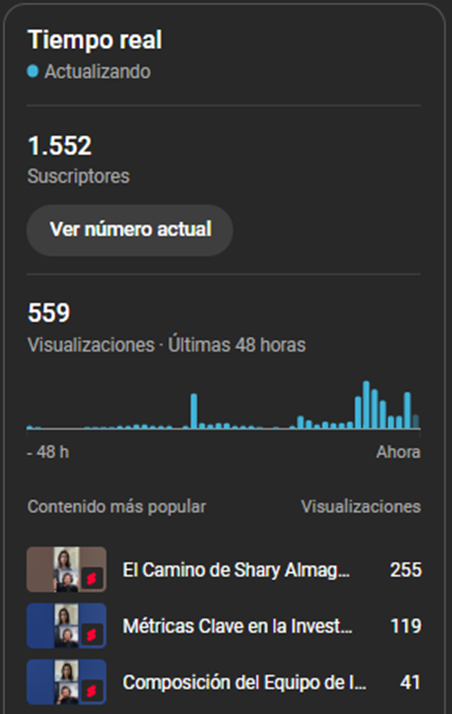 Tiempo real
Actualizando
1.552
Suscriptores
Ver número actual
559
Visualizaciones · Últimas 48 horas
- 48 h Ahora
Contenido más popular Visualizaciones
El Camino de Shary Almag... 255
Métricas Clave en la Invest... 119
Composición del Equipo de I... 41